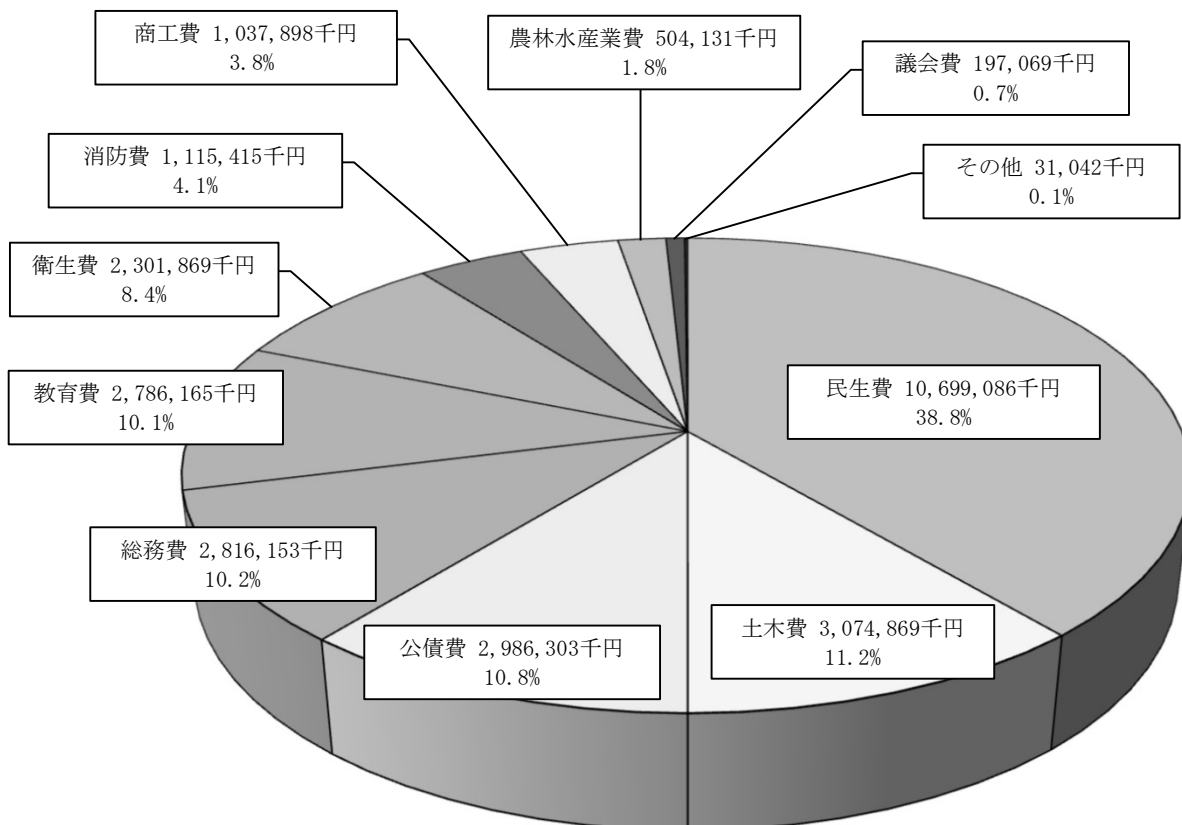 商工費 1,037,898千円
3.8%
農林水産業費 504,131千円
1.8%
議会費 197,069千円
0.7%
消防費 1,115,415千円
4.1%
その他 31,042千円
0.1%
衛生費 2,301,869千円
8.4%
教育費 2,786,165千円
10.1%
民生費 10,699,086千円
38.8%
総務費 2,816,153千円
10.2%
公債費 2,986,303千円
10.8%
土木費 3,074,869千円
11.2%